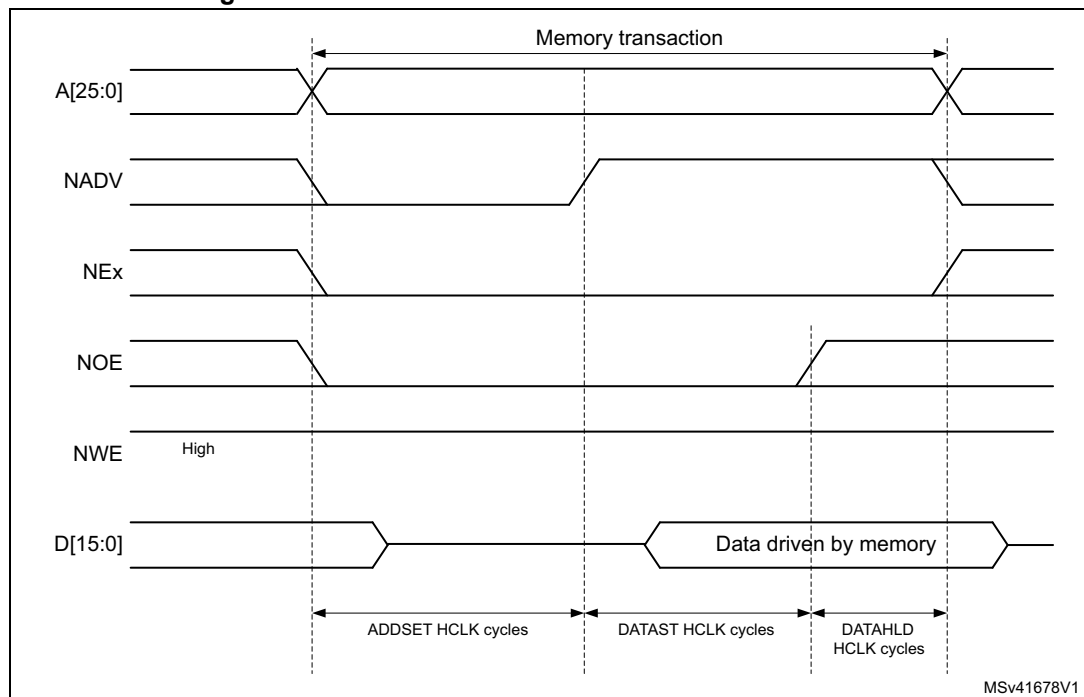 Memory transaction
A[25:0]
NADV
NEx
NOE
NWE
High
D[15:0]
Data driven by memory
ADDSET HCLK cycles
DATAST HCLK cycles
DATAHLD
HCLK cycles
MSv41678V1